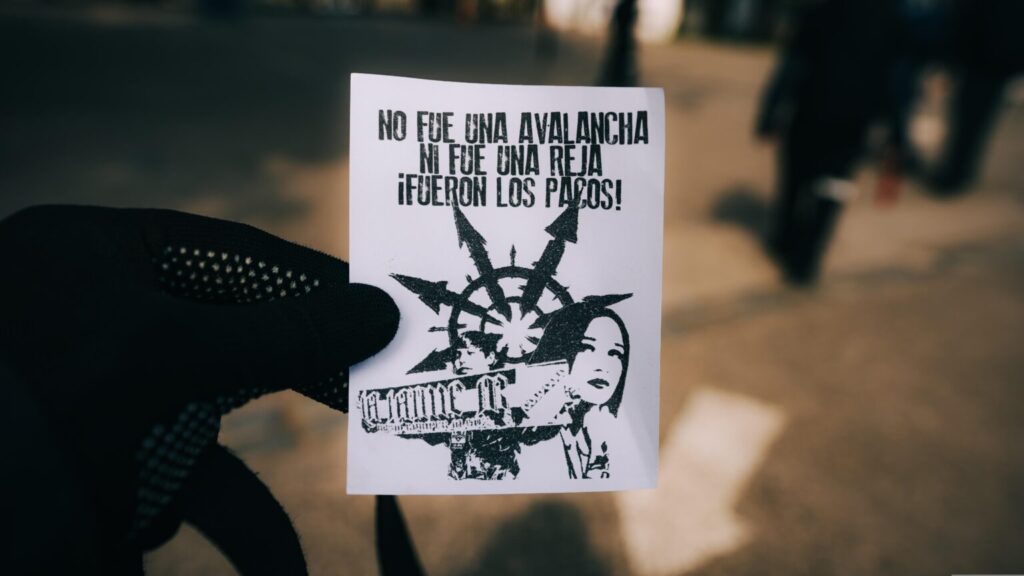 NO FUE UNA AVALANCHA
NI FUE UNA REJA
¡FUERON LOS PACOS!